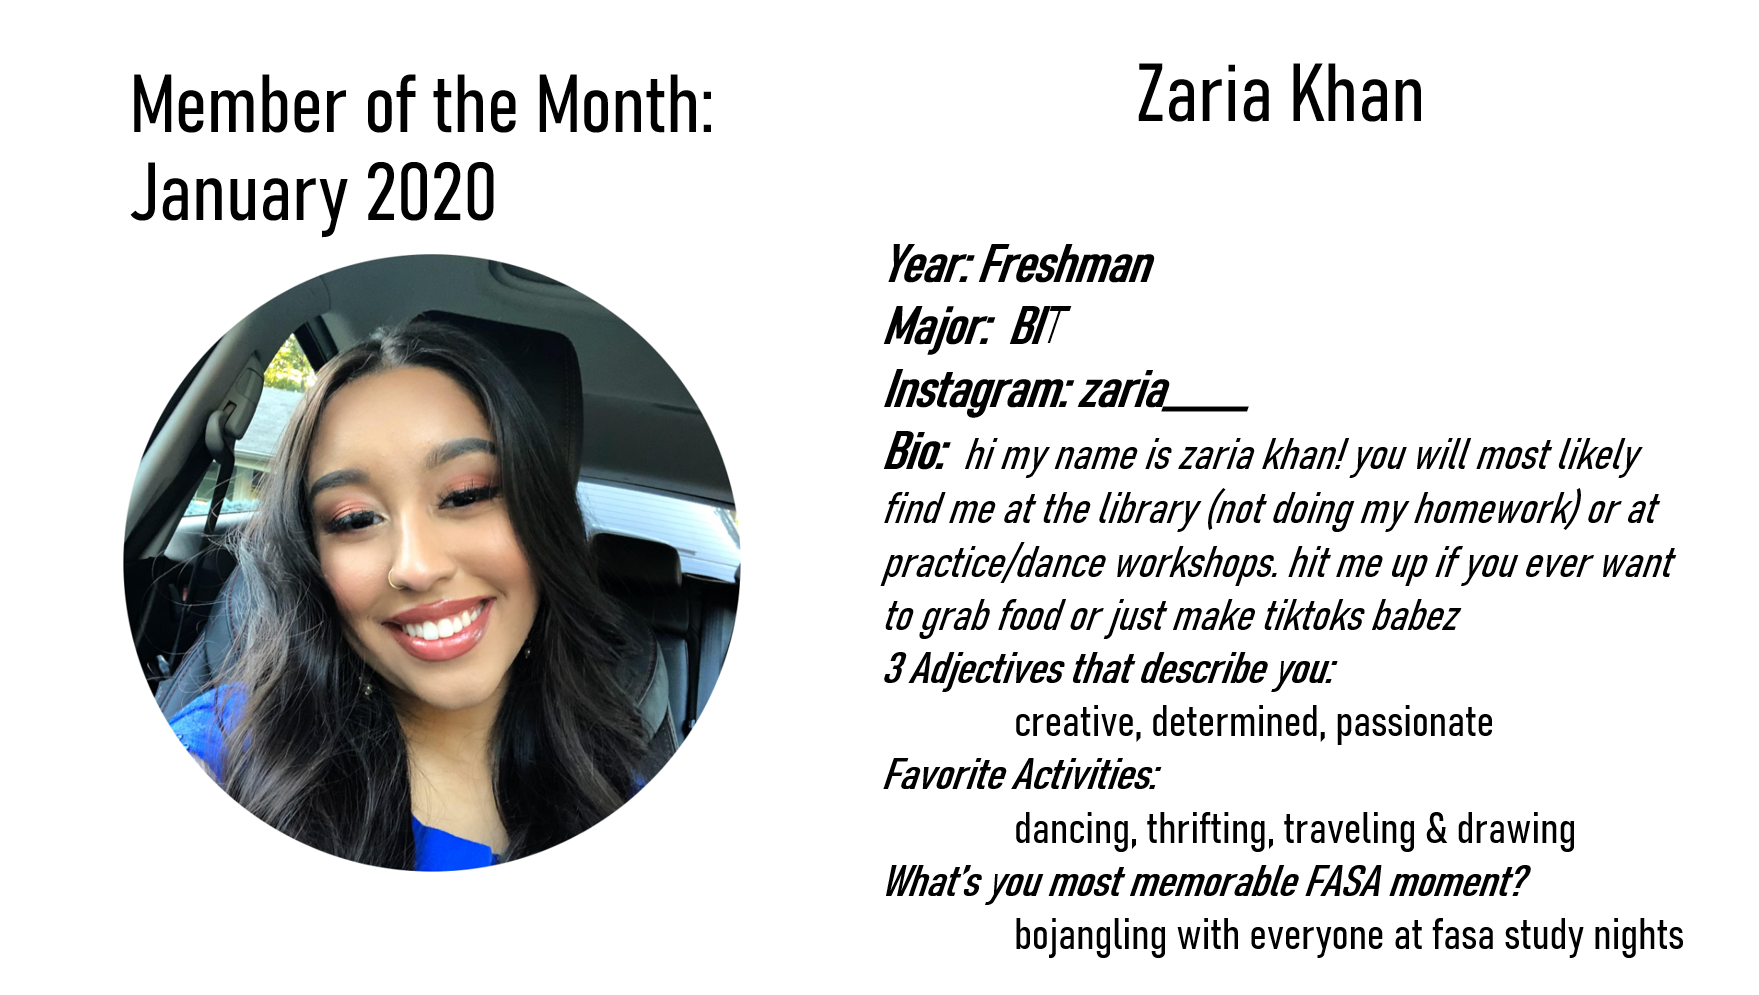 Member of the Month:
January 2020
Zaria Khan
Year: Freshman
Major: BIT
Instagram: zaria____
Bio: hi my name is zaria khan! you will most likely
find me at the library (not doing my homework) or at
practice/dance workshops. hit me up if you ever want
to grab food or just make tiktoks babez
3 Adjectives that describe you:
creative, determined, passionate
Favorite Activities:
dancing, thrifting, traveling & drawing
What's you most memorable FASA moment?
bojangling with everyone at fasa study nights